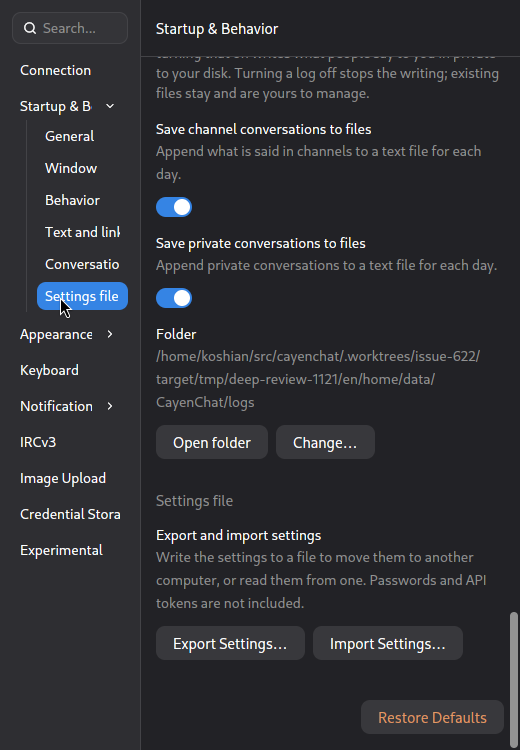 Search...
Connection
Startup & B
General
Window
Behavior
Text and link
Conversatio
Settings file
Appearance
Keyboard
Notification
IRCv3
Image Upload
Credential Stora
Experimental
Startup & Behavior
to your disk. Turning a log off stops the writing; existing
files stay and are yours to manage.
Save channel conversations to files
Append what is said in channels to a text file for each
day.
Save private conversations to files
Append private conversations to a text file for each day.
Folder
/home/koshian/src/cayenchat/.worktrees/issue-622/
target/tmp/deep-review-1121/en/home/data/
CayenChat/logs
Open folder
Change...
Settings file
Export and import settings
Write the settings to a file to move them to another
computer, or read them from one. Passwords and API
tokens are not included.
Export Settings...
Import Settings...
Restore Defaults